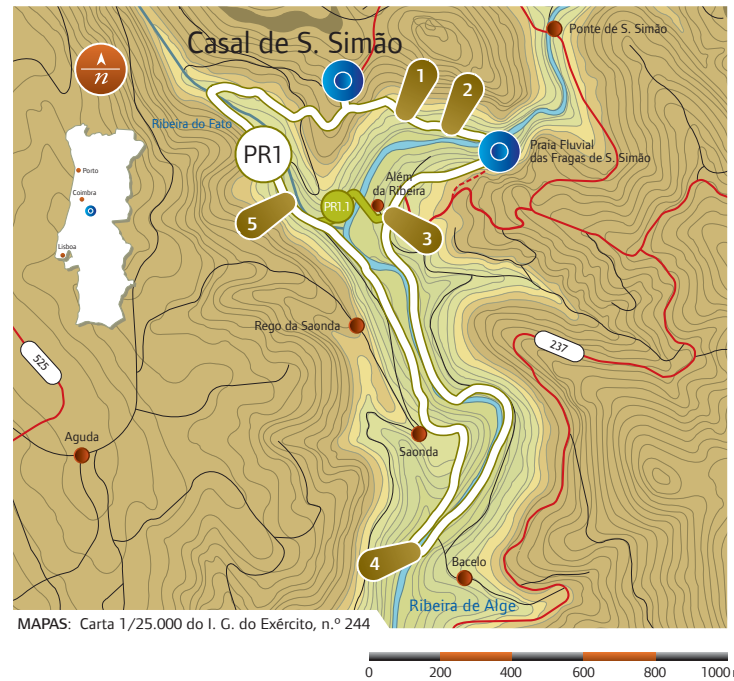 Casal de S. Simão
Ponte de S. Simão
n
1
2
Ribeira do Fato
PR1
Praia Fluvial
das Fragas de S. Simão
Porto
Coimbra
Lisboa
Além
da Ribeira
PR1.1
5
3
Rego da Saonda
237
525
Aguda
Saonda
4
Bacelo
Ribeira de Alge
MAPAS: Carta 1/25.000 do I. G. do Exército, n.º 244
0 200 400 600 800 1000